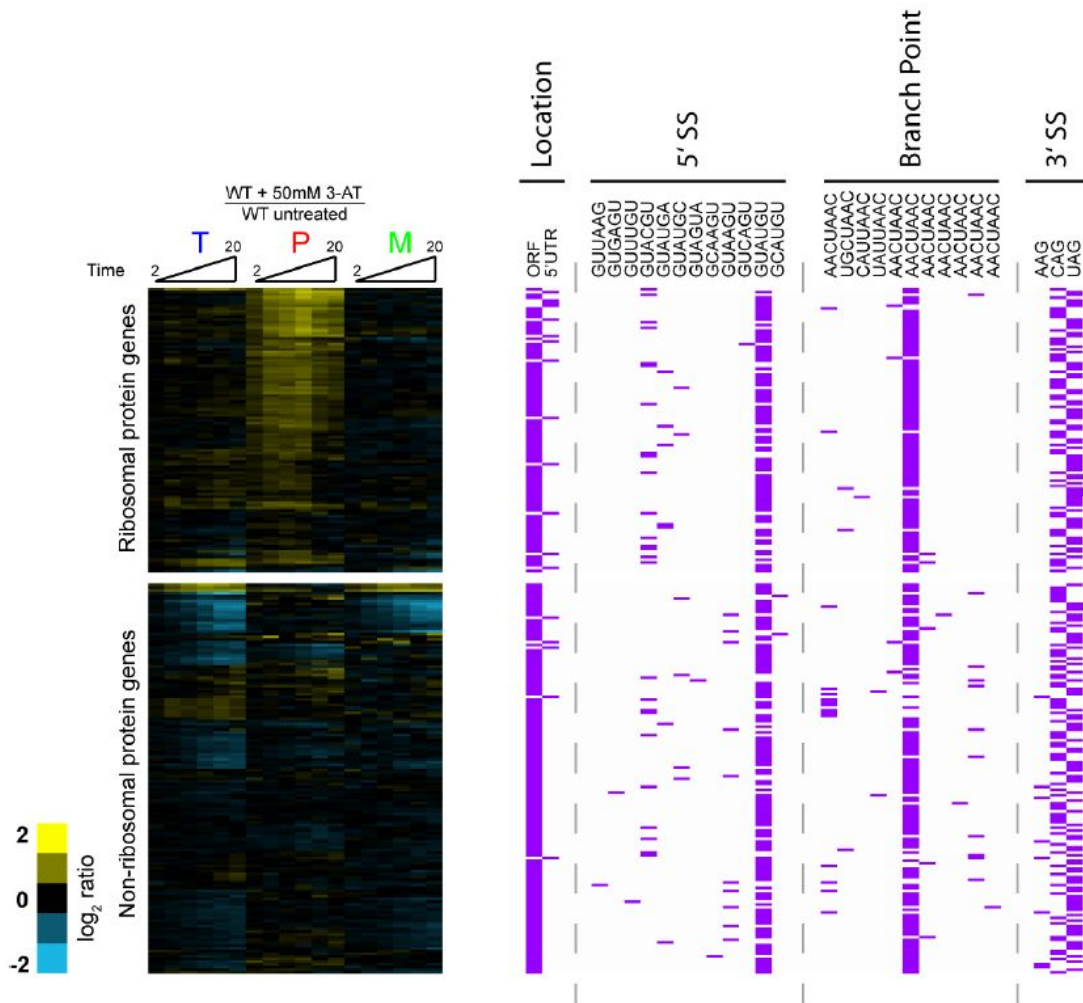 Location
5' SS
Branch Point
3' SS
WT + 50mM 3-AT
WT untreated
T
P
M
Time
2
20
2
20
2
20
ORF
5'UTR
GUUAAG
GUGAGU
GUUUGU
GUACGU
GUAUGA
GUAUGC
GUAGUA
GCAAGU
GUAAGU
GUCAGU
GUAUGU
GCAUGU
AACUAAC
UGCUAAC
CAUUAAC
UAUUAAC
AACUAAC
AACUAAC
AACUAAC
AACUAAC
AACUAAC
AACUAAC
AACUAAC
AAG
CAG
UAG
Ribosomal protein genes
Non-ribosomal protein genes
2
0
-2
log2 ratio